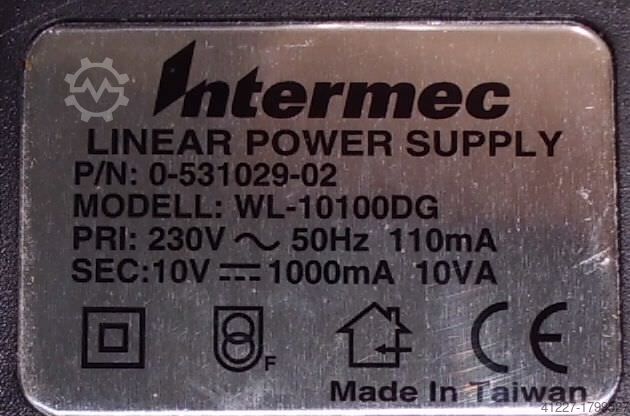 Intermec
LINEAR POWER SUPPLY
P/N: 0-531029-02
MODELL: WL-10100DG
PRI: 230V ~ 50Hz 110mA
SEC:10V ⎓ 1000mA 10VA
F
CE
Made In Taiwan